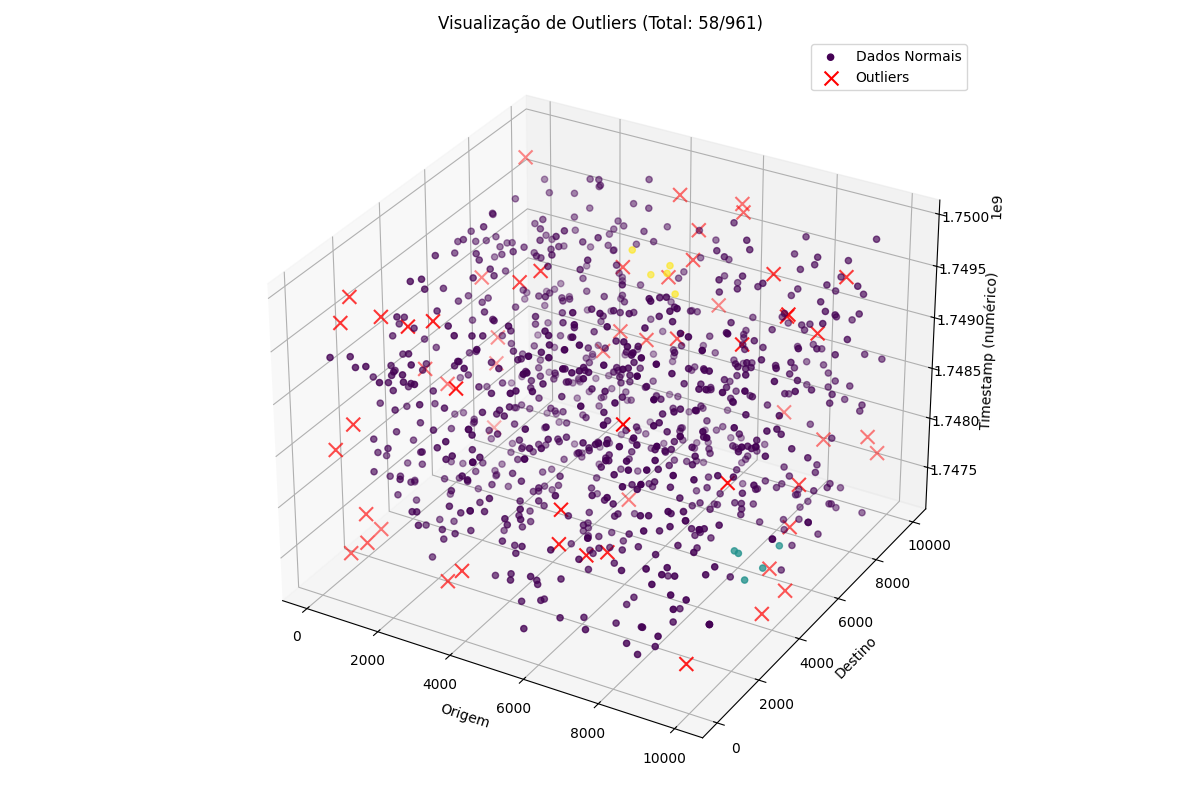 Visualização de Outliers (Total: 58/961)
Dados Normais
Outliers
1e9
1.7500
1.7495
1.7490
1.7485
1.7480
1.7475
Timestamp (numérico)
0
2000
4000
6000
8000
10000
Origem
0
2000
4000
6000
8000
10000
Destino